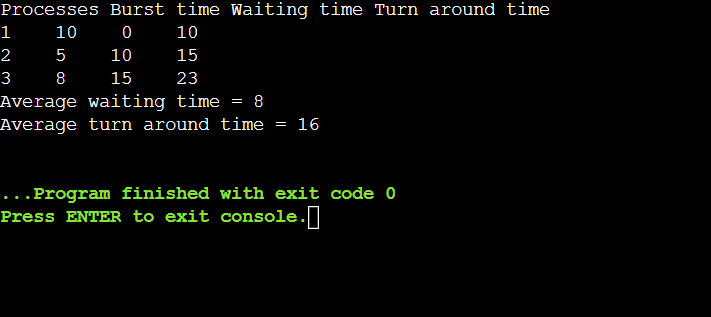 Processes Burst time Waiting time Turn around time
1 10 0 10
2 5 10 15
3 8 15 23
Average waiting time = 8
Average turn around time = 16
...Program finished with exit code 0
Press ENTER to exit console.